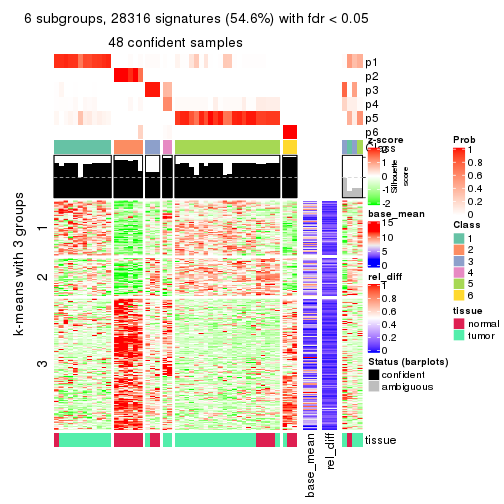 6 subgroups, 28316 signatures (54.6%) with fdr < 0.05
48 confident samples
p1
p2
p3
p4
p5
p6
Class
Silhouette
score
k-means with 3 groups
1
2
3
tissue
base_mean
rel_diff
z-score
2
1
0
-1
-2
base_mean
15
10
5
0
rel_diff
1
0.8
0.6
0.4
0.2
0
Status (barplots)
confident
ambiguous
Prob
1
0.8
0.6
0.4
0.2
0
Class
1
2
3
4
5
6
tissue
normal
tumor